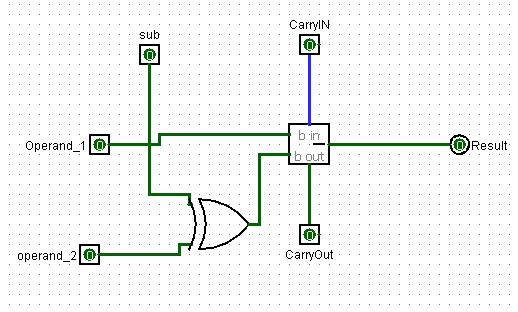 sub
CarryIN
Operand_1
b in
b out
Result
operand_2
CarryOut